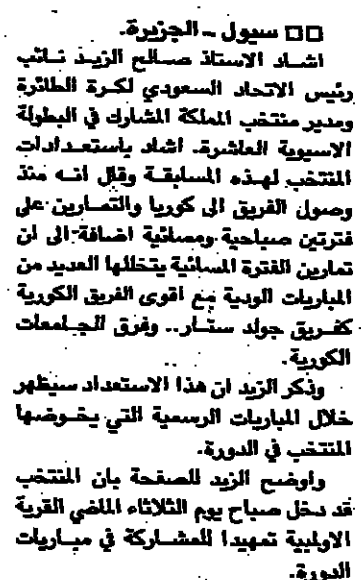 □□ سيول ـ الجزيرة.
اشاد الاستاذ صالح الزيد نائب
رئيس الاتحاد السعودي لكرة الطائرة
ومدير منتخب المملكة المشارك في البطولة
الاسيوية العاشرة. اشاد باستعدادات
المنتخب لهذه المسابقة وقال انه منذ
وصول الفريق الى كوريا والتمارين على
فترتين صباحية ومسائية اضافة الى ان
تمارين الفترة المسائية يتخللها العديد من
المباريات الودية مع اقوى الفريق الكورية
كفريق جولد ستار.. وفرق الجامعات
الكورية.
وذكر الزيد ان هذا الاستعداد سيظهر
خلال المباريات الرسمية التي يخوضها
المنتخب في الدورة.
واوضح الزيد للصفحة بان المنتخب
قد دخل صباح يوم الثلاثاء الماضي القرية
الاولمبية تمهيدا للمشاركة في مباريات
الدورة.